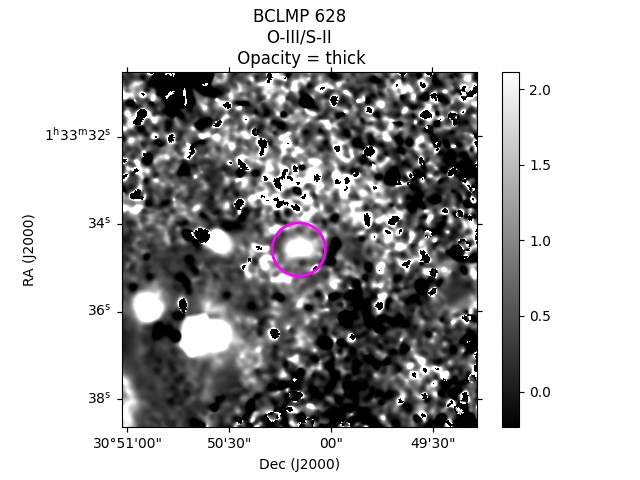 BCLMP 628
O-III/S-II
Opacity = thick
RA (J2000)
1ʰ33ᵐ32ˢ
34ˢ
36ˢ
38ˢ
30°51'00"
50'30"
00"
49'30"
Dec (J2000)
2.0
1.5
1.0
0.5
0.0